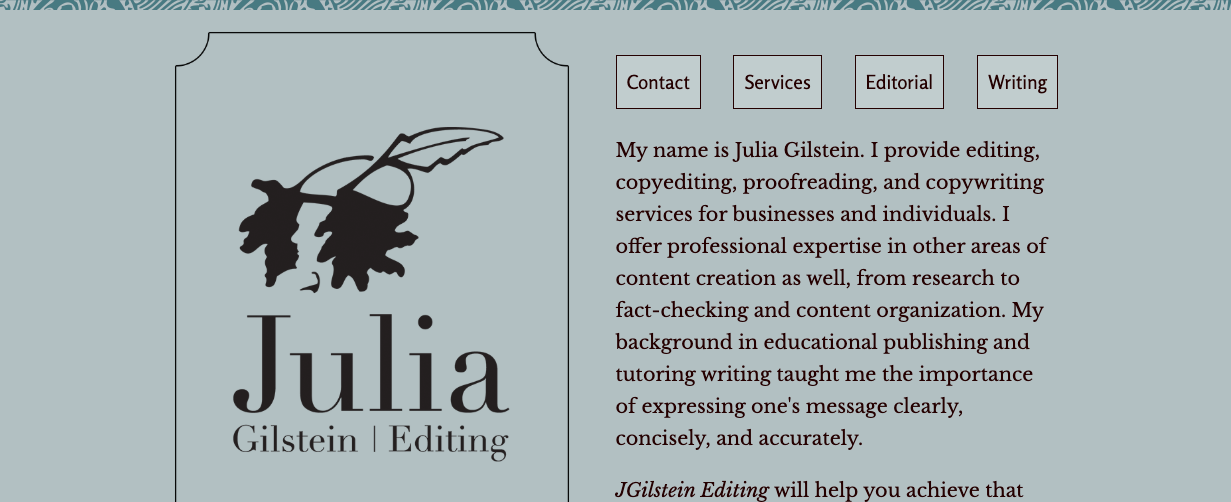 Julia
Gilstein | Editing
Contact
Services
Editorial
Writing
My name is Julia Gilstein. I provide editing,
copyediting, proofreading, and copywriting
services for businesses and individuals. I
offer professional expertise in other areas of
content creation as well, from research to
fact-checking and content organization. My
background in educational publishing and
tutoring writing taught me the importance
of expressing one's message clearly,
concisely, and accurately.
JGilstein Editing will help you achieve that